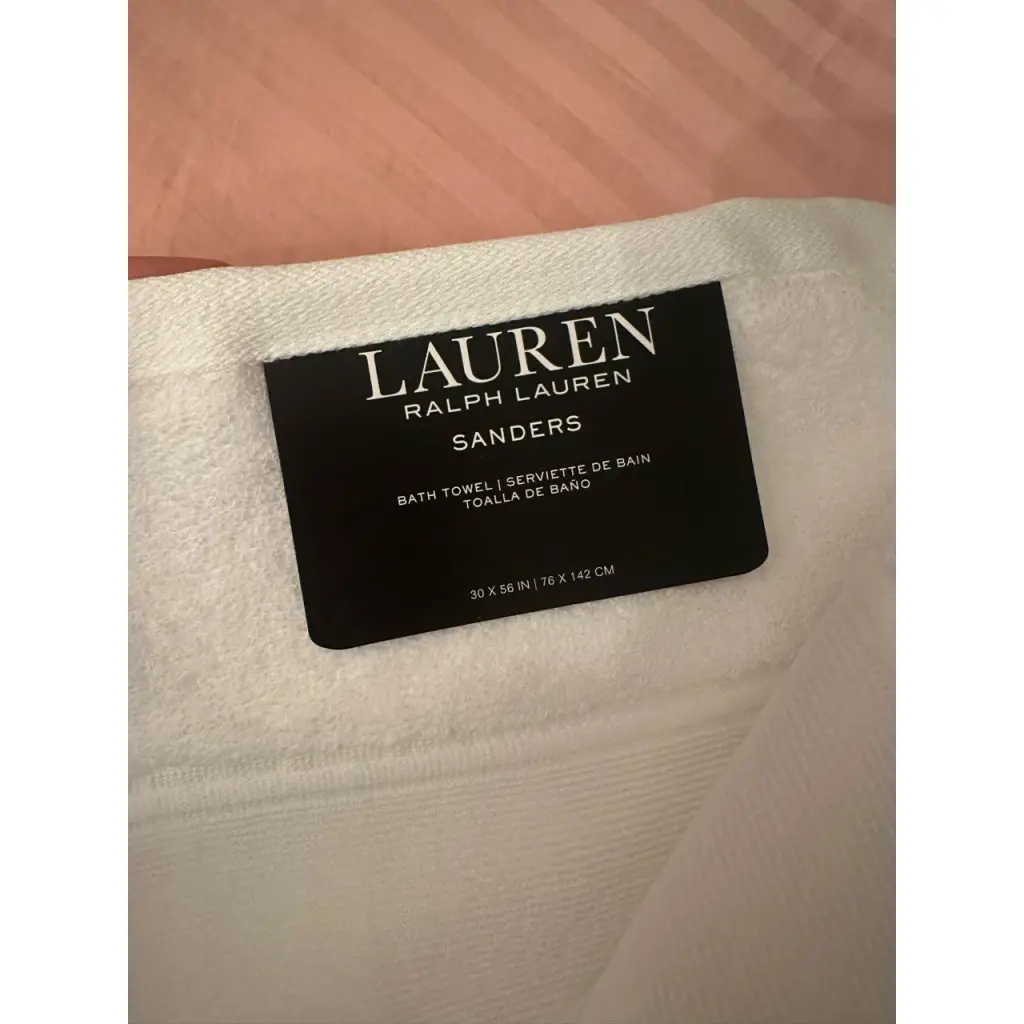 LAUREN
RALPH LAUREN
SANDERS
BATH TOWEL | SERVIETTE DE BAIN
TOALLA DE BAÑO
30 X 56 IN | 76 X 142 CM